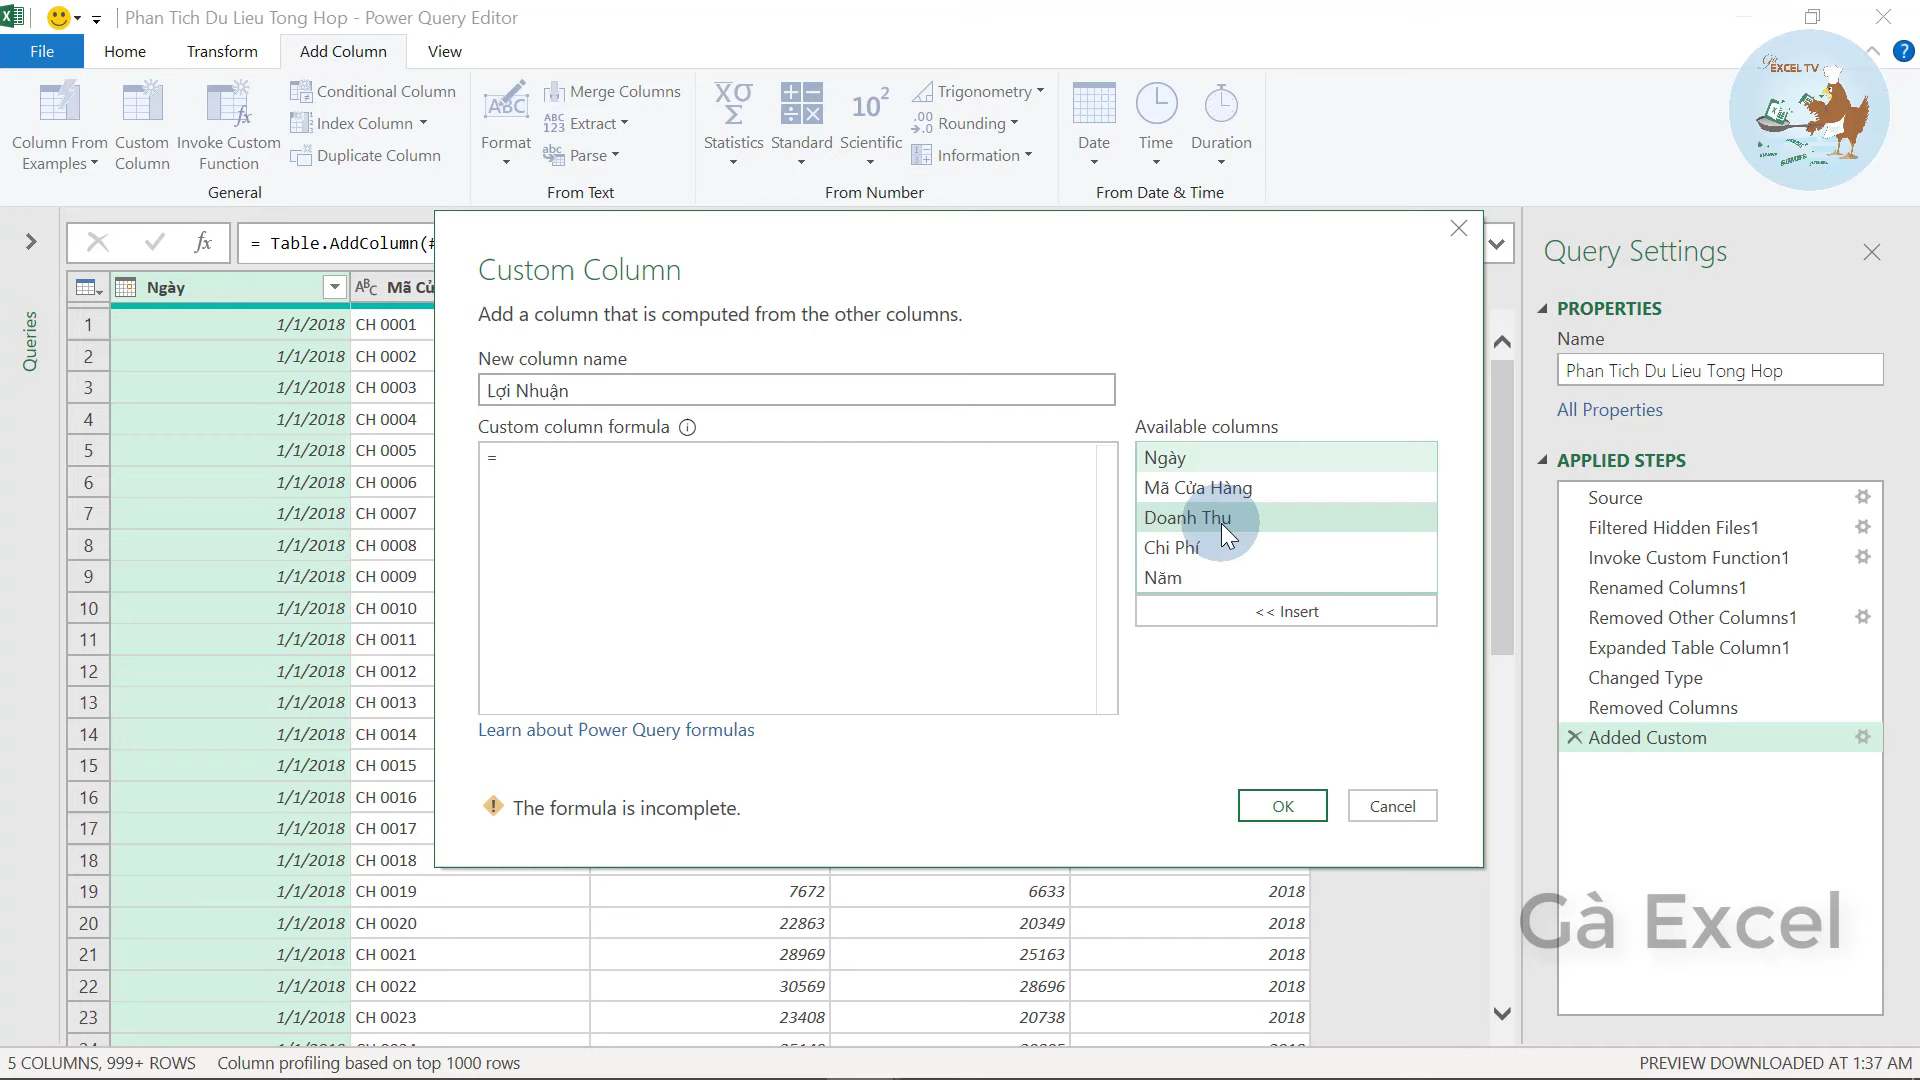 Phan Tich Du Lieu Tong Hop - Power Query Editor
File Home Transform Add Column View
Column From Examples
Custom Column
Invoke Custom Function
Conditional Column
Index Column
Duplicate Column
General
Format
Merge Columns
Extract
Parse
From Text
Statistics
Standard
Scientific
Trigonometry
Rounding
Information
From Number
Date
Time
Duration
From Date & Time
Gà EXCEL TV
= Table.AddColumn(#
Queries
Ngày Mã Cử
1 1/1/2018 CH 0001
2 1/1/2018 CH 0002
3 1/1/2018 CH 0003
4 1/1/2018 CH 0004
5 1/1/2018 CH 0005
6 1/1/2018 CH 0006
7 1/1/2018 CH 0007
8 1/1/2018 CH 0008
9 1/1/2018 CH 0009
10 1/1/2018 CH 0010
11 1/1/2018 CH 0011
12 1/1/2018 CH 0012
13 1/1/2018 CH 0013
14 1/1/2018 CH 0014
15 1/1/2018 CH 0015
16 1/1/2018 CH 0016
17 1/1/2018 CH 0017
18 1/1/2018 CH 0018
19 1/1/2018 CH 0019 7672 6633 2018
20 1/1/2018 CH 0020 22863 20349 2018
21 1/1/2018 CH 0021 28969 25163 2018
22 1/1/2018 CH 0022 30569 28696 2018
23 1/1/2018 CH 0023 23408 20738 2018
Custom Column
Add a column that is computed from the other columns.
New column name
Lợi Nhuận
Custom column formula
=
Available columns
Ngày
Mã Cửa Hàng
Doanh Thu
Chi Phí
Năm
<< Insert
Learn about Power Query formulas
The formula is incomplete.
OK
Cancel
Query Settings
PROPERTIES
Name
Phan Tich Du Lieu Tong Hop
All Properties
APPLIED STEPS
Source
Filtered Hidden Files1
Invoke Custom Function1
Renamed Columns1
Removed Other Columns1
Expanded Table Column1
Changed Type
Removed Columns
Added Custom
Gà Excel
5 COLUMNS, 999+ ROWS Column profiling based on top 1000 rows
PREVIEW DOWNLOADED AT 1:37 AM